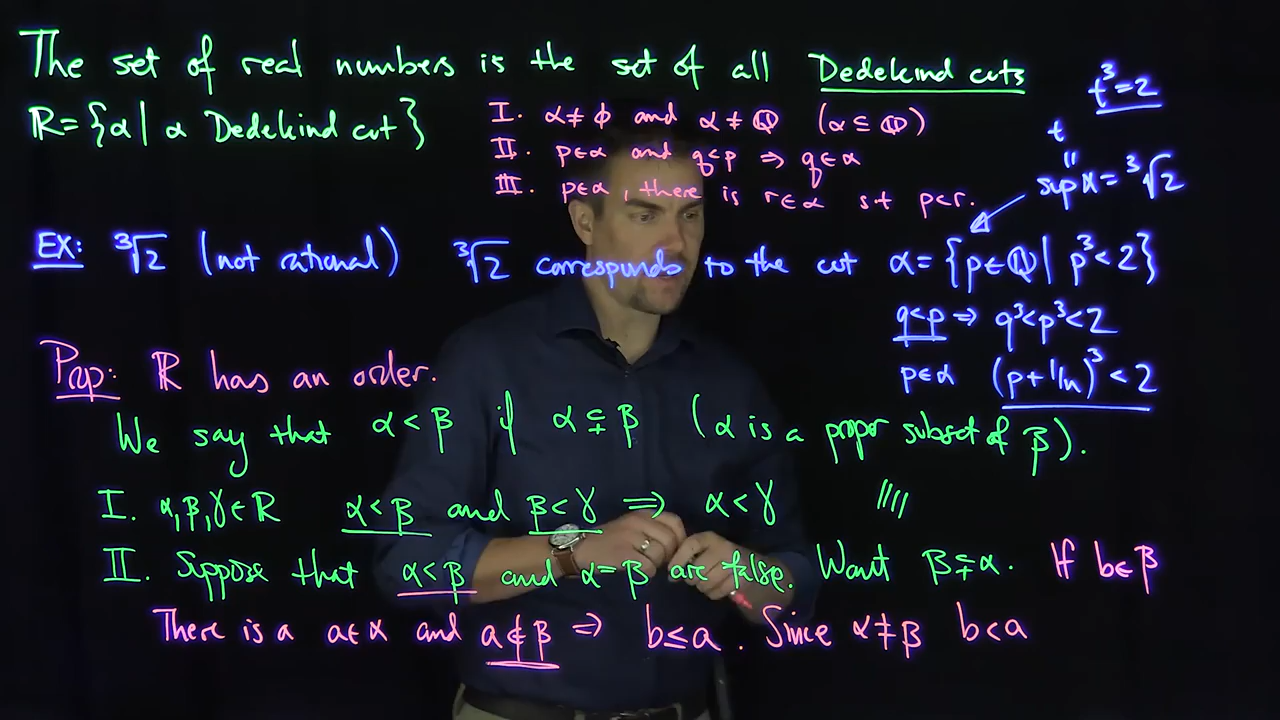 The set of real numbers is the set of all Dedekind cuts
t³=2
ℝ={α| α Dedekind cut}
I. α≠∅ and α≠ℚ (α⊆ℚ)
II. p∈α and q<p ⇒ q∈α
III. p∈α, there is r∈α s.t p<r.
t
"
sup α = ³√2
EX: ³√2 (not rational) ³√2 corresponds to the cut α={p∈ℚ| p³<2}
q<p ⇒ q³<p³<2
p∈α (p+1/n)³<2
Prop: ℝ has an order.
We say that α<β if α⊊β (α is a proper subset of β).
I. α,β,γ∈ℝ α<β and β<γ ⇒ α<γ ////
II. Suppose that α<β and α=β are false. Want β⊊α. If b∈β
There is a a∈α and a∉β ⇒ b≤a. Since α≠β b<a